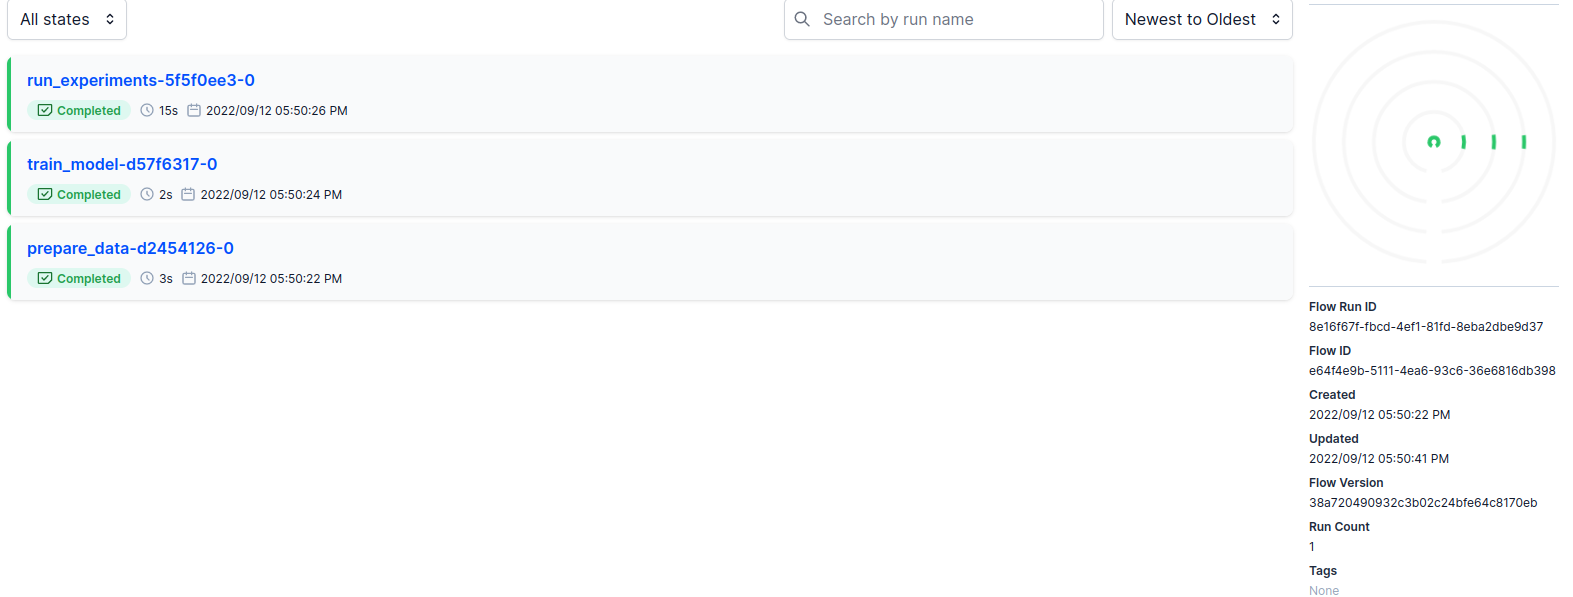 All states
Search by run name
Newest to Oldest
run_experiments-5f5f0ee3-0
Completed 15s 2022/09/12 05:50:26 PM
train_model-d57f6317-0
Completed 2s 2022/09/12 05:50:24 PM
prepare_data-d2454126-0
Completed 3s 2022/09/12 05:50:22 PM
Flow Run ID
8e16f67f-fbcd-4ef1-81fd-8eba2dbe9d37
Flow ID
e64f4e9b-5111-4ea6-93c6-36e6816db398
Created
2022/09/12 05:50:22 PM
Updated
2022/09/12 05:50:41 PM
Flow Version
38a720490932c3b02c24bfe64c8170eb
Run Count
1
Tags
None